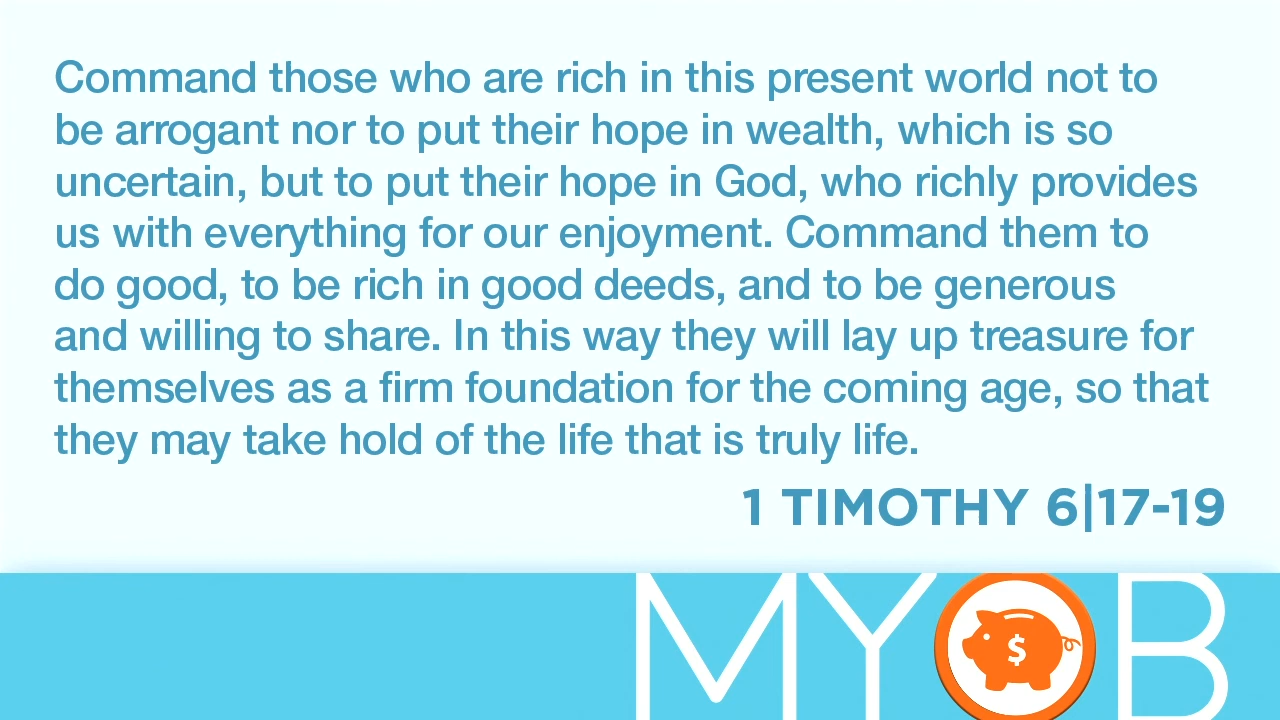 Command those who are rich in this present world not to
be arrogant nor to put their hope in wealth, which is so
uncertain, but to put their hope in God, who richly provides
us with everything for our enjoyment. Command them to
do good, to be rich in good deeds, and to be generous
and willing to share. In this way they will lay up treasure for
themselves as a firm foundation for the coming age, so that
they may take hold of the life that is truly life.
1 TIMOTHY 6|17-19
MYOB
$